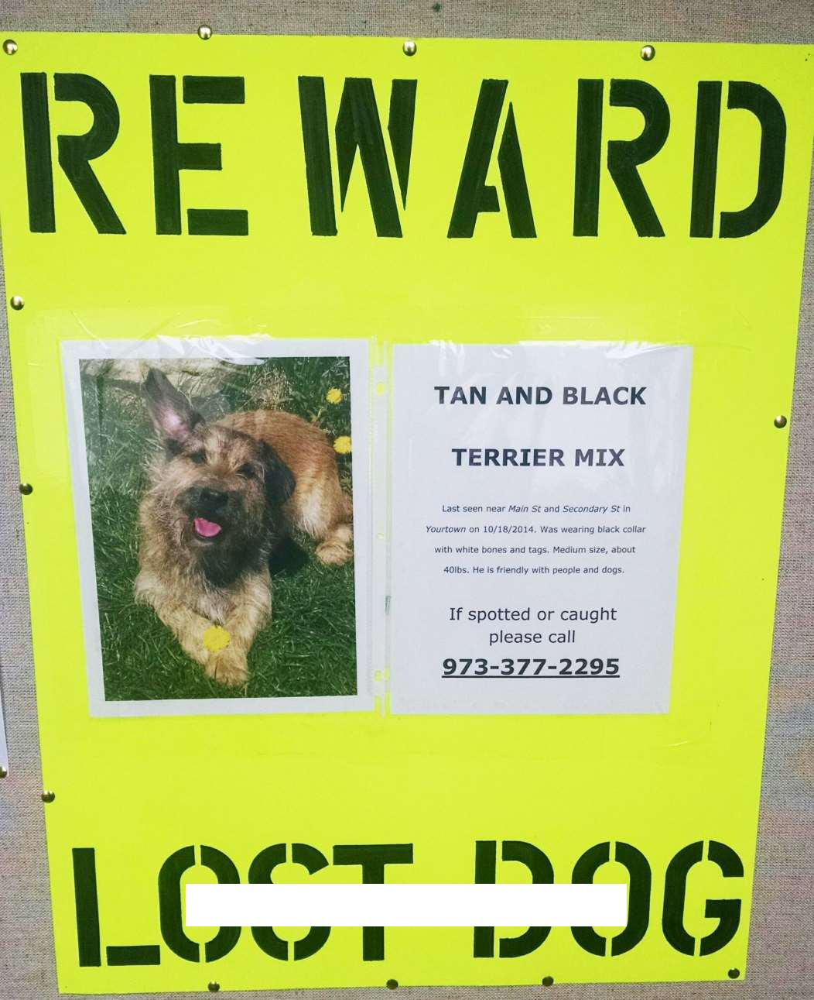 REWARD
TAN AND BLACK
TERRIER MIX
Last seen near Main St and Secondary St in
Yourtown on 10/18/2014. Was wearing black collar
with white bones and tags. Medium size, about
40lbs. He is friendly with people and dogs.
If spotted or caught
please call
973-377-2295
LOST DOG